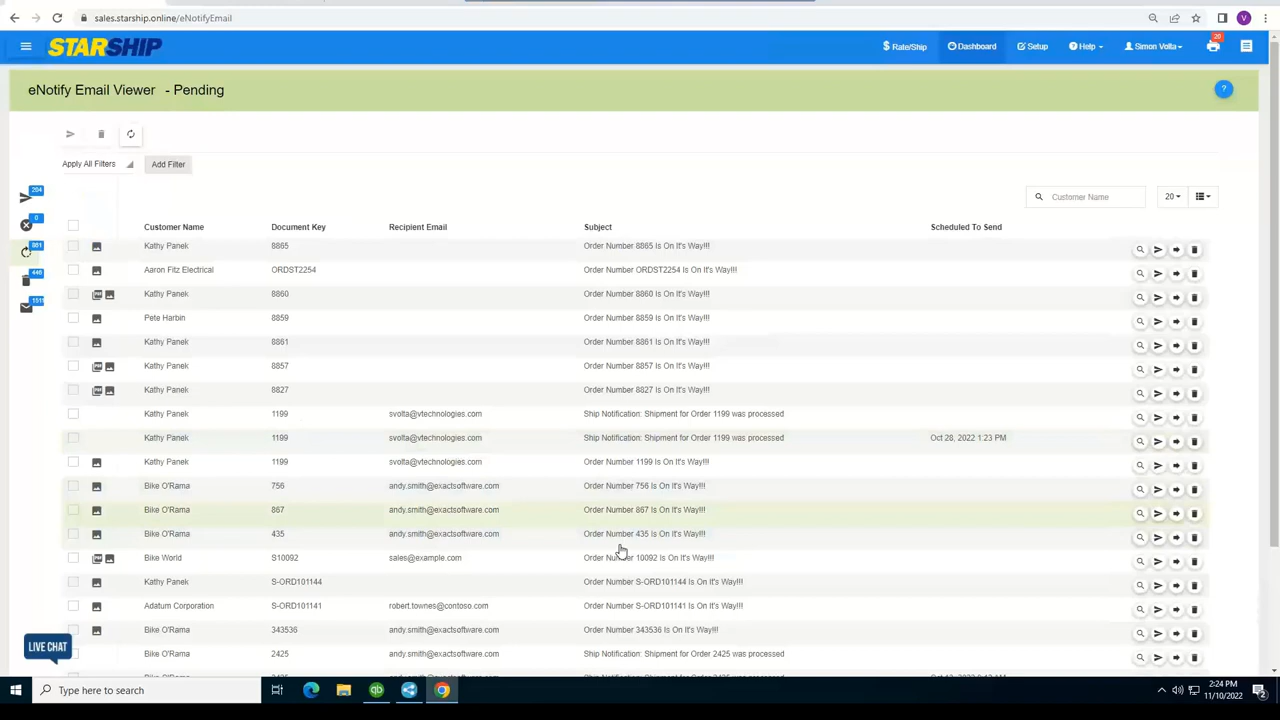 sales.starship.online/eNotifyEmail
V
STARSHIP
$ Rate/Ship
Dashboard
Setup
? Help
Simon Volta
20
eNotify Email Viewer - Pending
?
Apply All Filters
Add Filter
204
0
861
446
1511
Customer Name
20
Customer Name Document Key Recipient Email Subject Scheduled To Send
Kathy Panek 8865 Order Number 8865 Is On It's Way!!!
Aaron Fitz Electrical ORDST2254 Order Number ORDST2254 Is On It's Way!!!
Kathy Panek 8860 Order Number 8860 Is On It's Way!!!
Pete Harbin 8859 Order Number 8859 Is On It's Way!!!
Kathy Panek 8861 Order Number 8861 Is On It's Way!!!
Kathy Panek 8857 Order Number 8857 Is On It's Way!!!
Kathy Panek 8827 Order Number 8827 Is On It's Way!!!
Kathy Panek 1199 svolta@vtechnologies.com Ship Notification: Shipment for Order 1199 was processed
Kathy Panek 1199 svolta@vtechnologies.com Ship Notification: Shipment for Order 1199 was processed Oct 28, 2022 1:23 PM
Kathy Panek 1199 svolta@vtechnologies.com Order Number 1199 Is On It's Way!!!
Bike O'Rama 756 andy.smith@exactsoftware.com Order Number 756 Is On It's Way!!!
Bike O'Rama 867 andy.smith@exactsoftware.com Order Number 867 Is On It's Way!!!
Bike O'Rama 435 andy.smith@exactsoftware.com Order Number 435 Is On It's Way!!!
Bike World S10092 sales@example.com Order Number 10092 Is On It's Way!!!
Kathy Panek S-ORD101144 Order Number S-ORD101144 Is On It's Way!!!
Adatum Corporation S-ORD101141 robert.townes@contoso.com Order Number S-ORD101141 Is On It's Way!!!
Bike O'Rama 343536 andy.smith@exactsoftware.com Order Number 343536 Is On It's Way!!!
Bike O'Rama 2425 andy.smith@exactsoftware.com Ship Notification: Shipment for Order 2425 was processed
LIVE CHAT
Type here to search
qb
2:24 PM
11/10/2022
2